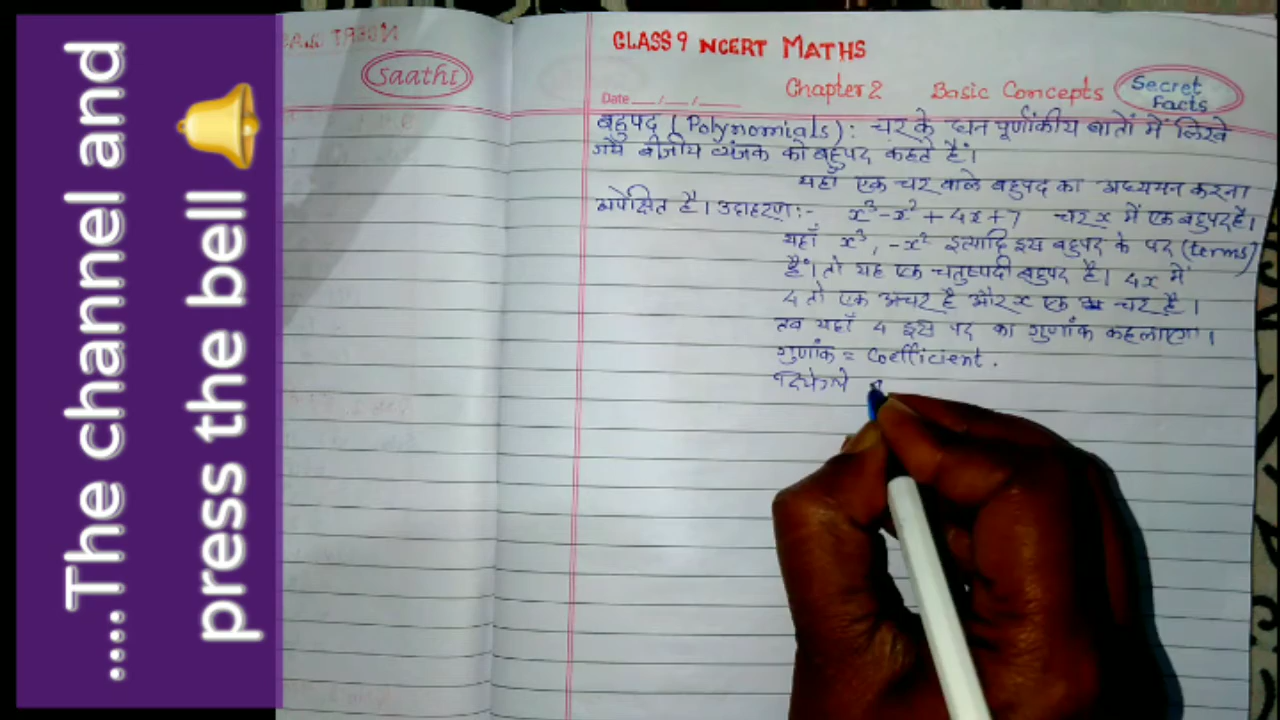 ....The channel and
press the bell 🔔
saathi
CLASS 9 NCERT MATHS
Chapter 2 Basic Concepts Secret Facts
Date __/__/____
बहुपद (Polynomials): चर के धन पूर्णांकीय घातों में लिखे
गये बीजीय व्यंजक को बहुपद कहते हैं।
यहाँ एक चर वाले बहुपद का अध्ययन करना
अपेक्षित है। उदाहरण:- x³-x²+4x+7 चर x में एक बहुपद है।
यहाँ x³, -x² इत्यादि इस बहुपद के पद (terms)
हैं। तो यह एक चतुष्पदी बहुपद है। 4x में
4 तो एक अचर है और x एक चर है।
तब यहाँ 4 इस पद का गुणांक कहलाएगा।
गुणांक = Coefficient.
दिये गये